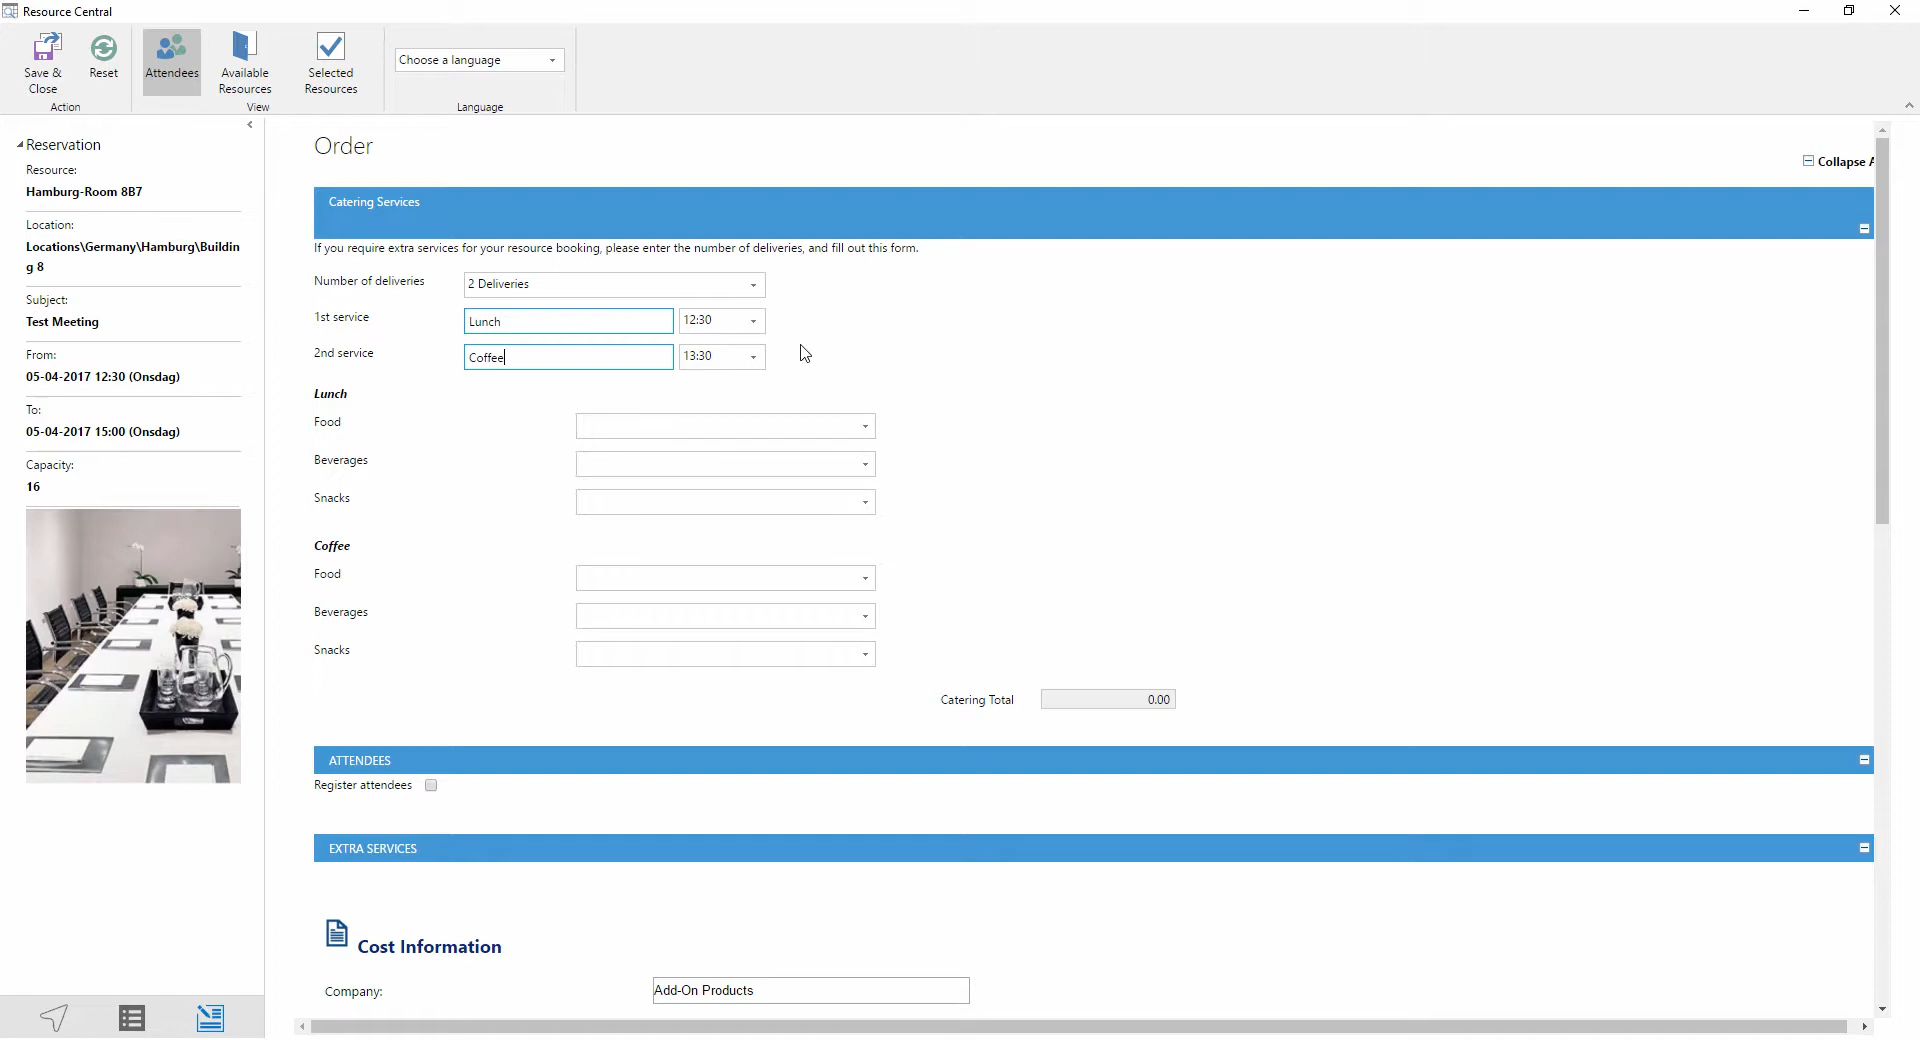 Resource Central
Save & Close
Reset
Attendees
Available Resources
Selected Resources
Choose a language
Action
View
Language
Reservation
Resource:
Hamburg-Room 8B7
Location:
Locations\Germany\Hamburg\Buildin
g 8
Subject:
Test Meeting
From:
05-04-2017 12:30 (Onsdag)
To:
05-04-2017 15:00 (Onsdag)
Capacity:
16
Order
Collapse A
Catering Services
If you require extra services for your resource booking, please enter the number of deliveries, and fill out this form.
Number of deliveries 2 Deliveries
1st service Lunch 12:30
2nd service Coffee 13:30
Lunch
Food
Beverages
Snacks
Coffee
Food
Beverages
Snacks
Catering Total 0.00
ATTENDEES
Register attendees
EXTRA SERVICES
Cost Information
Company: Add-On Products